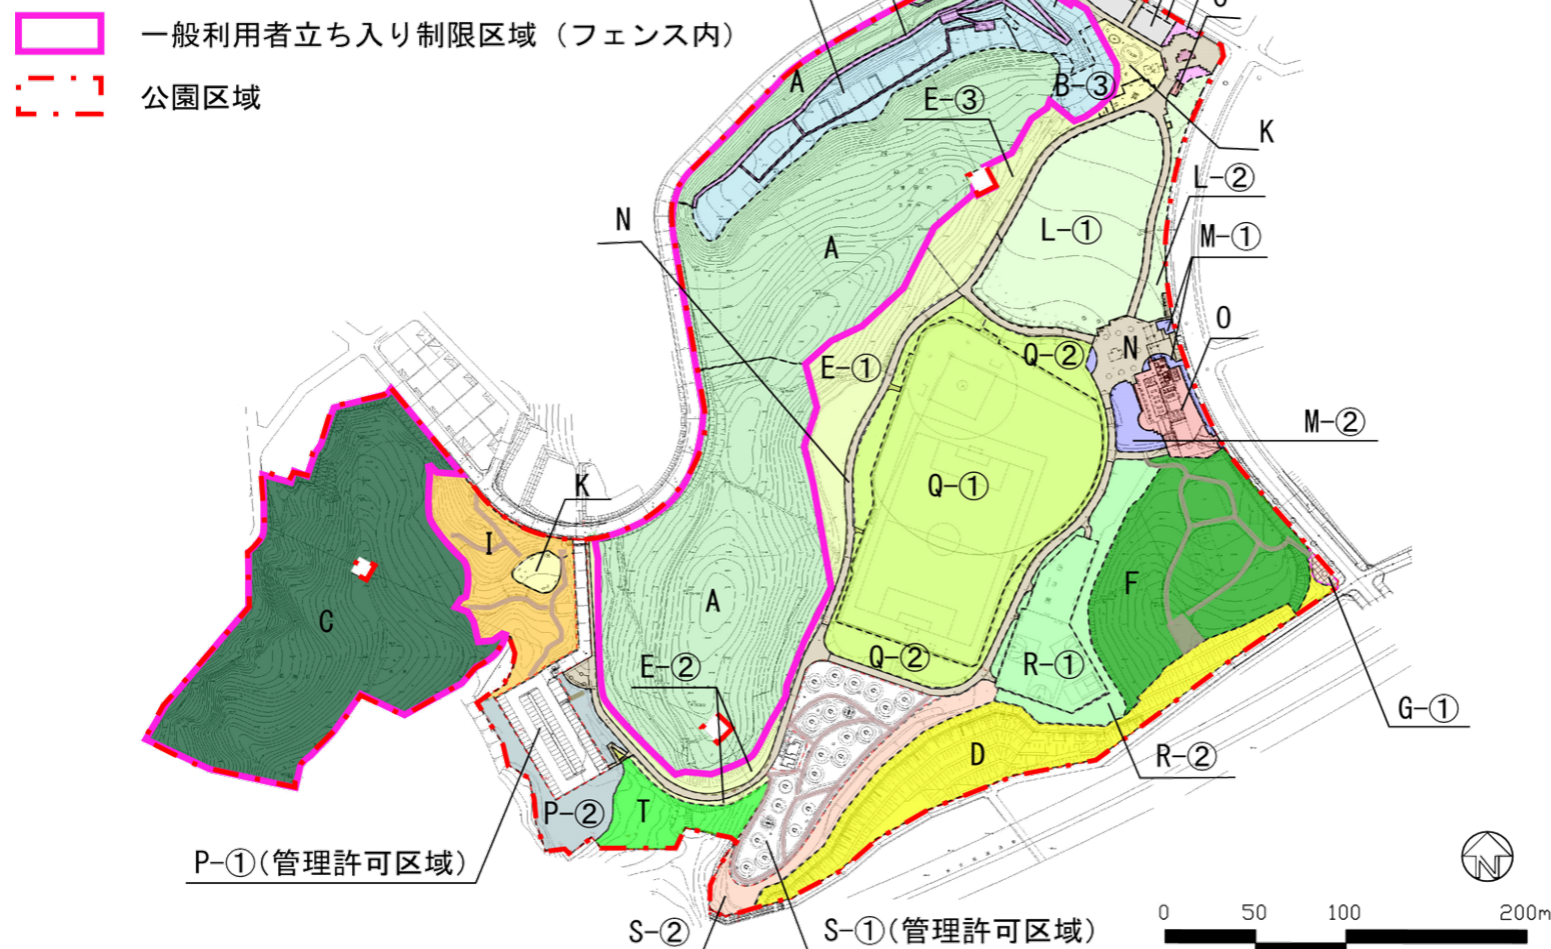 一般利用者立ち入り制限区域（フェンス内）
公園区域
A
B-③
E-③
K
L-②
N
L-①
M-①
A
O
N
Q-②
E-①
M-②
K
Q-①
I
F
C
A
Q-②
R-①
E-②
G-①
D
R-②
P-②
T
P-①(管理許可区域)
S-②
S-①(管理許可区域)
N
0 50 100 200m